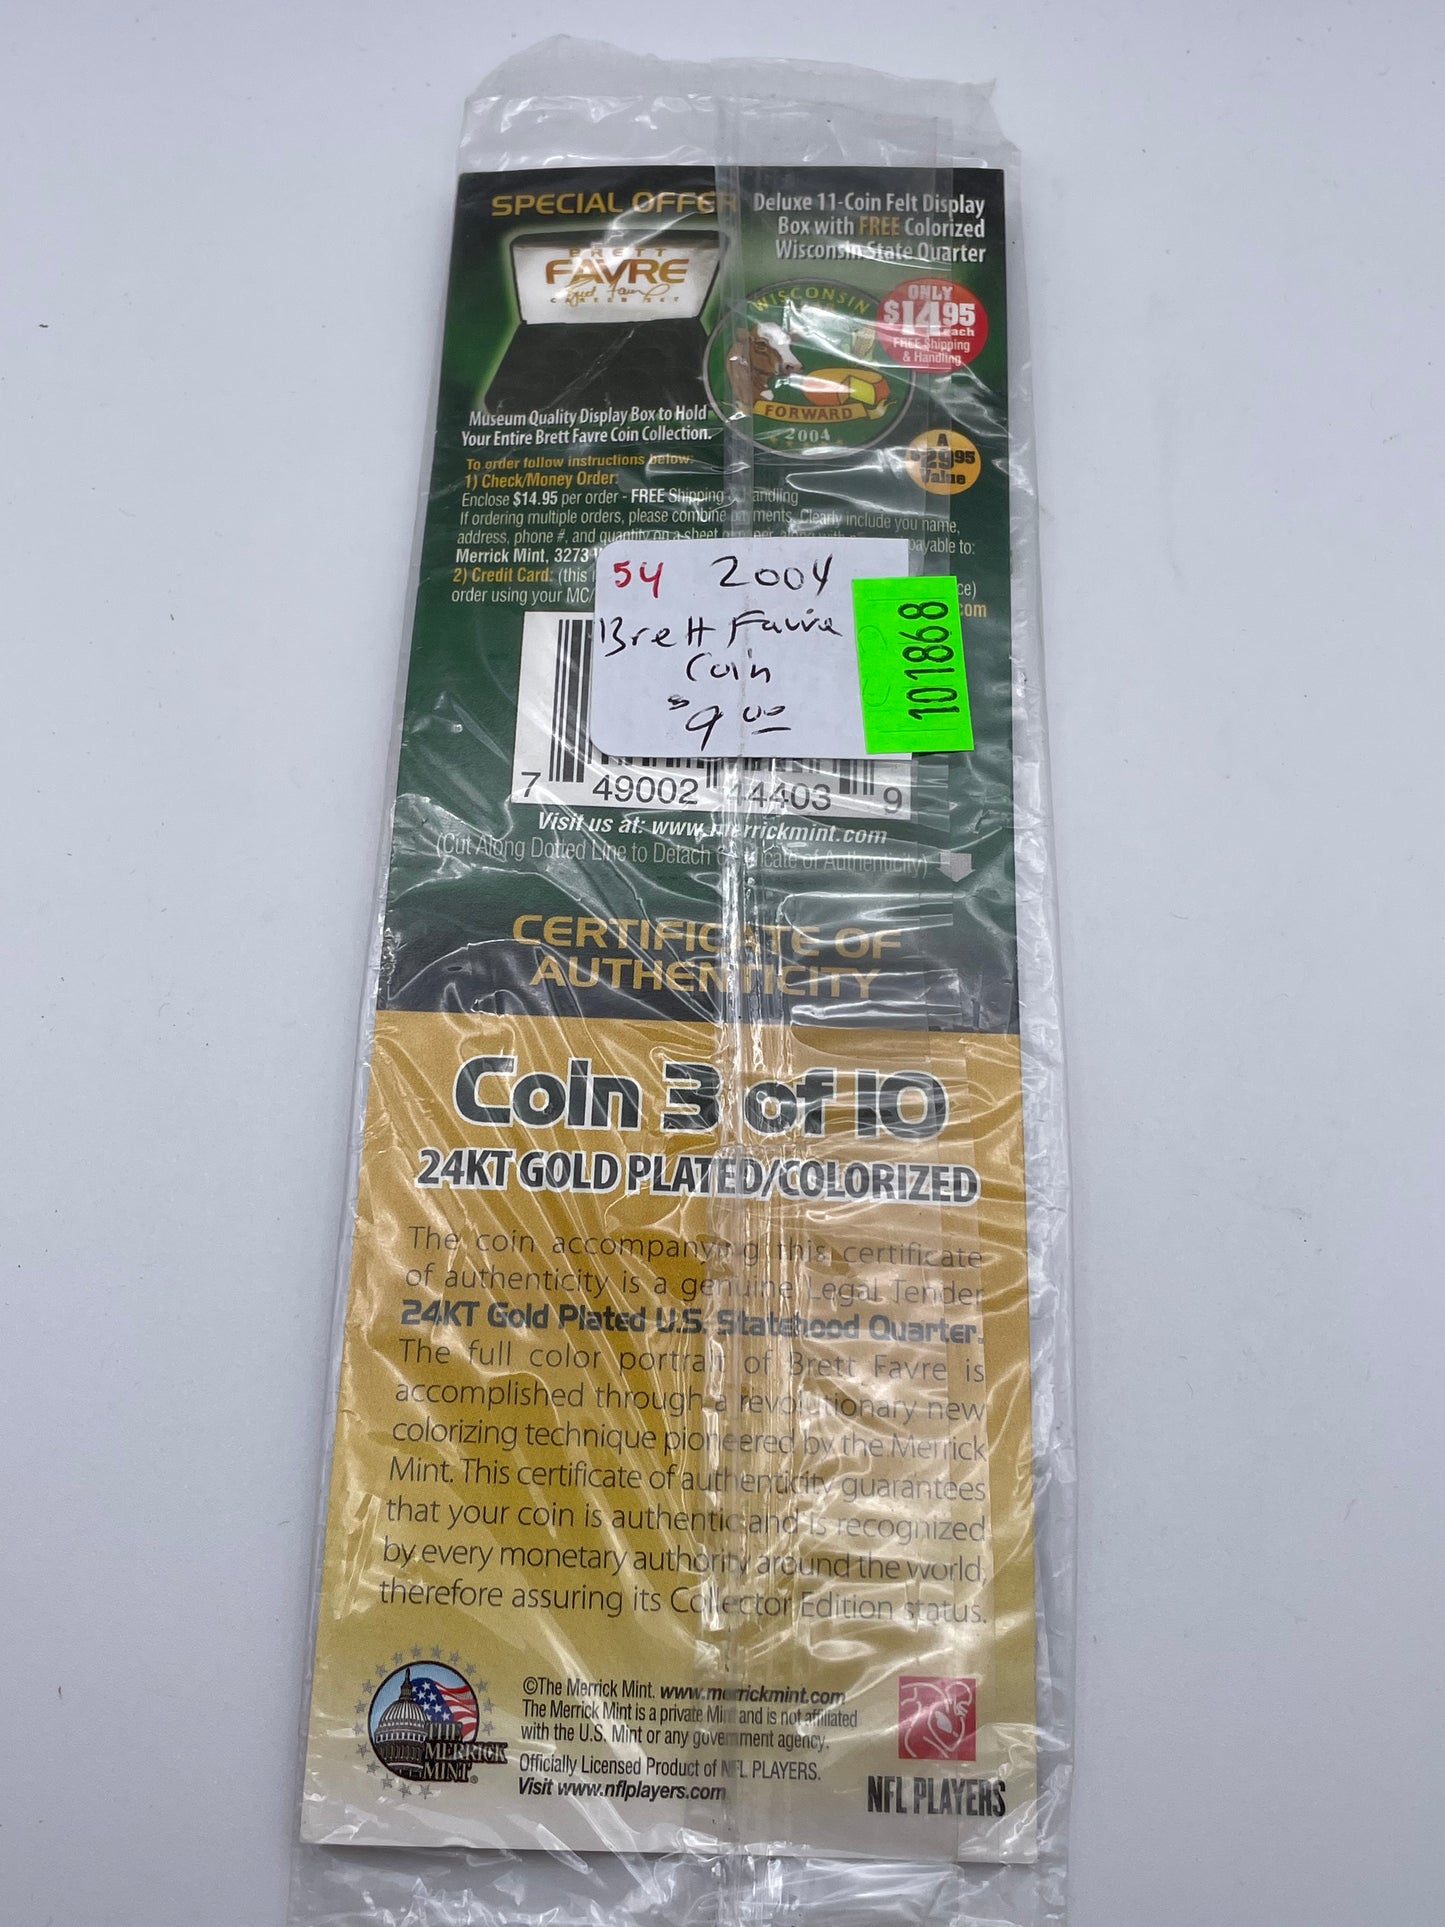 SPECIAL OFFER
Deluxe 11-Coin Felt Display
Box with FREE Colorized
Wisconsin State Quarter
BRETT
FAVRE
CAREER SET
WISCONSIN
FORWARD
2004
ONLY
$14.95
each
FREE Shipping
& Handling
A
$29.95
Value
Museum Quality Display Box to Hold
Your Entire Brett Favre Coin Collection.
To order follow instructions below:
1) Check/Money Order:
Enclose $14.95 per order - FREE Shipping & Handling
If ordering multiple orders, please combine payments. Clearly include you name,
address, phone #, and quantity on a sheet payable to:
Merrick Mint, 3273
2) Credit Card: (this
order using your MC/
54 2004
Brett Favre
Coin
$9.00
101868
7 49002 44403 9
Visit us at: www.merrickmint.com
(Cut Along Dotted Line to Detach Certificate of Authenticity)
CERTIFICATE OF
AUTHENTICITY
Coin 3 of 10
24KT GOLD PLATED/COLORIZED
The coin accompanying this certificate
of authenticity is a genuine Legal Tender
24KT Gold Plated U.S. Statehood Quarter.
The full color portrait of Brett Favre is
accomplished through a revolutionary new
colorizing technique pioneered by the Merrick
Mint. This certificate of authenticity guarantees
that your coin is authentic and is recognized
by every monetary authority around the world,
therefore assuring its Collector Edition status.
THE
MERRICK
MINT®
©The Merrick Mint. www.merrickmint.com
The Merrick Mint is a private Mint and is not affiliated
with the U.S. Mint or any government agency.
Officially Licensed Product of NFL PLAYERS.
Visit www.nflplayers.com
NFL PLAYERS